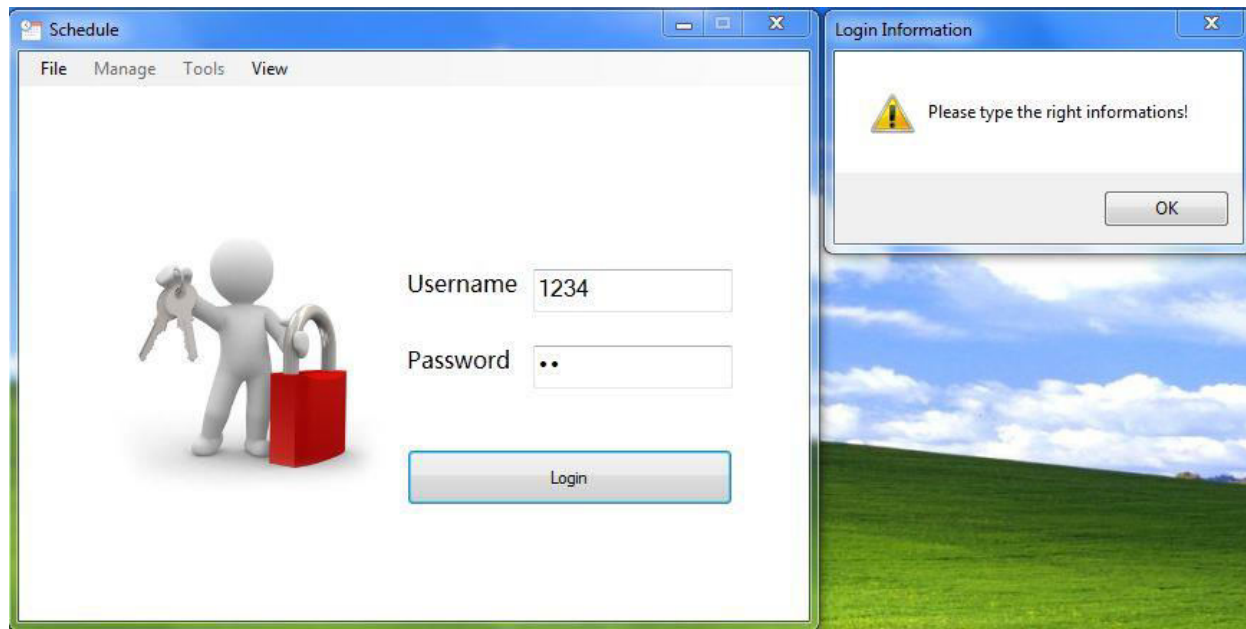 Schedule
File Manage Tools View
Username 1234
Password ••
Login
Login Information
Please type the right informations!
OK